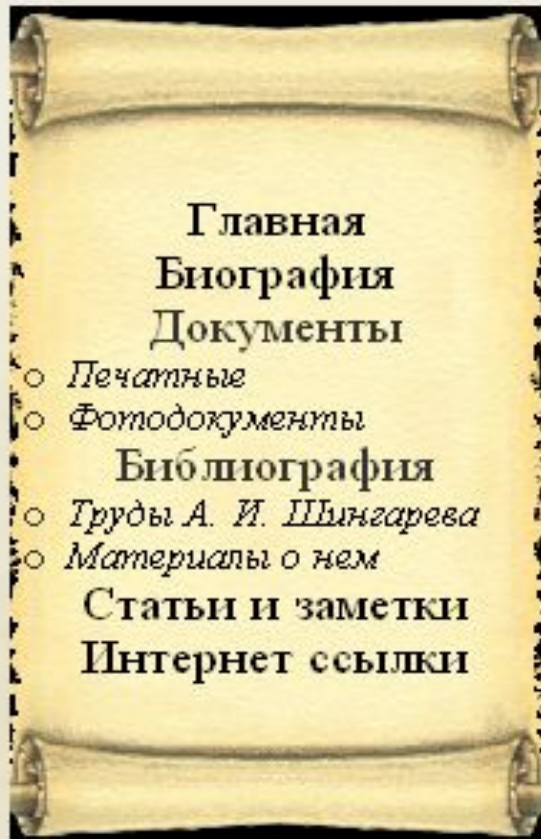 Главная
Биография
Документы
Печатные
Фотодокументы
Библиография
Труды А. И. Шингарева
Материалы о нем
Статьи и заметки
Интернет ссылки